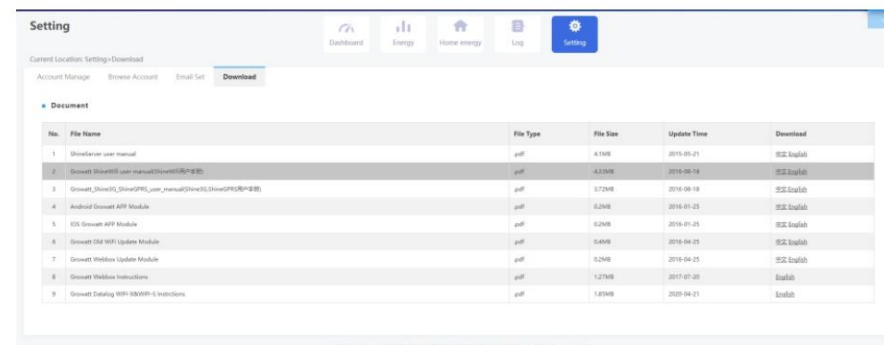 Setting
Dashboard Energy Home energy Log Setting
Current Location: Setting>Download
Account Manage Browse Account Email Set Download
Document
No. File Name File Type File Size Update Time Download
1 ShineServer user manual .pdf 4.1MB 2015-05-21 中文 English
2 Growatt ShineWifi user manual(ShineWifi用户手册) .pdf 4.33MB 2016-08-18 中文 English
3 Growatt_Shine3G_ShineGPRS_user_manual(Shine3G,ShineGPRS用户手册) .pdf 3.72MB 2016-08-18 中文 English
4 Android Growatt APP Module .pdf 0.2MB 2016-01-25 中文 English
5 IOS Growatt APP Module .pdf 0.2MB 2016-01-25 中文 English
6 Growatt Old WiFi Update Module .pdf 0.4MB 2016-04-25 中文 English
7 Growatt Webbox Update Module .pdf 0.2MB 2016-04-25 中文 English
8 Growatt Webbox Instructions .pdf 1.27MB 2017-07-20 English
9 Growatt Datalog WIFI-X&WIFI-S Instrctions .pdf 1.85MB 2020-04-21 English